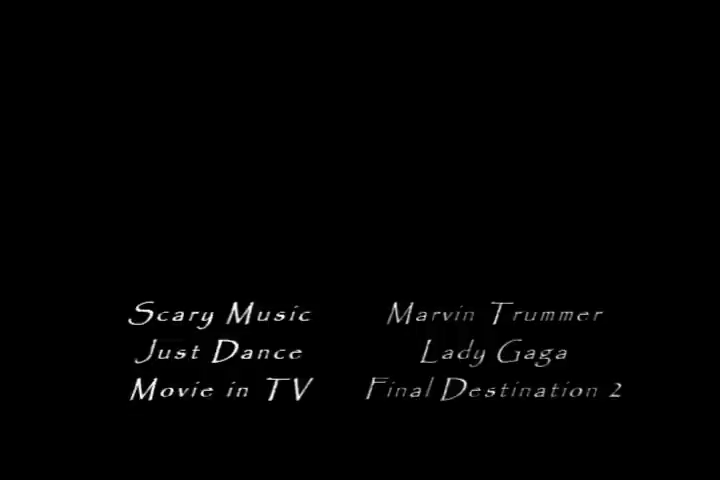 Scary Music Marvin Trummer
Just Dance Lady Gaga
Movie in TV Final Destination 2